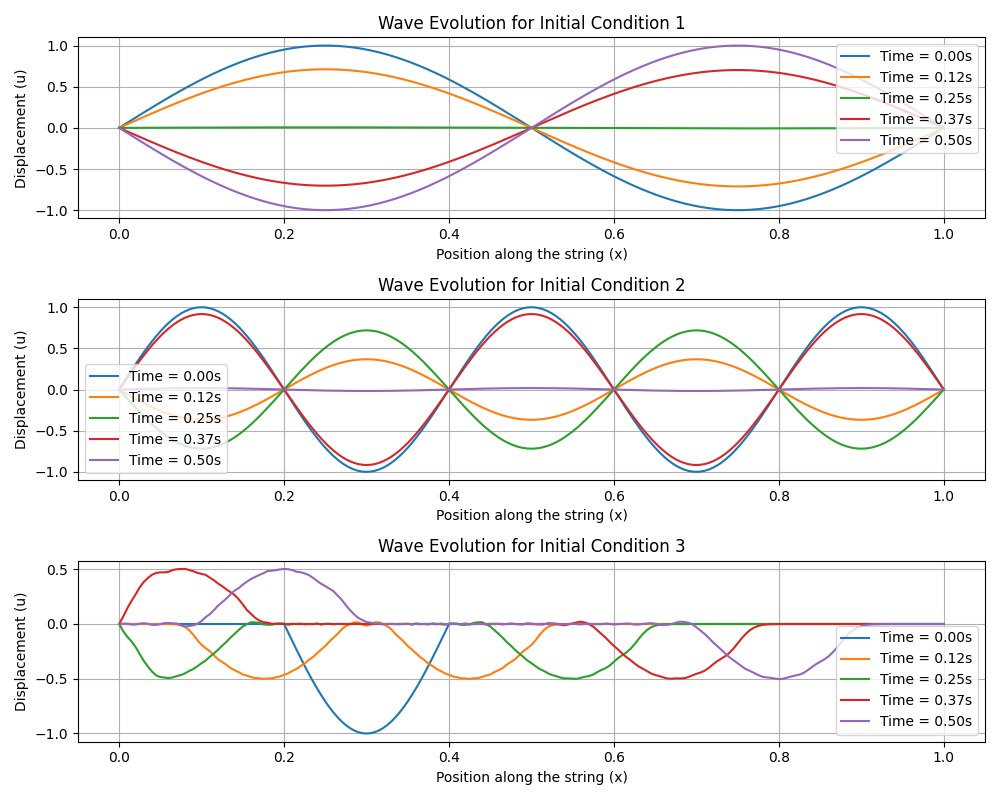 Wave Evolution for Initial Condition 1
Displacement (u)
1.0
0.5
0.0
−0.5
−1.0
Time = 0.00s
Time = 0.12s
Time = 0.25s
Time = 0.37s
Time = 0.50s
0.0 0.2 0.4 0.6 0.8 1.0
Position along the string (x)
Wave Evolution for Initial Condition 2
Displacement (u)
1.0
0.5
0.0
−0.5
−1.0
Time = 0.00s
Time = 0.12s
Time = 0.25s
Time = 0.37s
Time = 0.50s
0.0 0.2 0.4 0.6 0.8 1.0
Position along the string (x)
Wave Evolution for Initial Condition 3
Displacement (u)
0.5
0.0
−0.5
−1.0
Time = 0.00s
Time = 0.12s
Time = 0.25s
Time = 0.37s
Time = 0.50s
0.0 0.2 0.4 0.6 0.8 1.0
Position along the string (x)